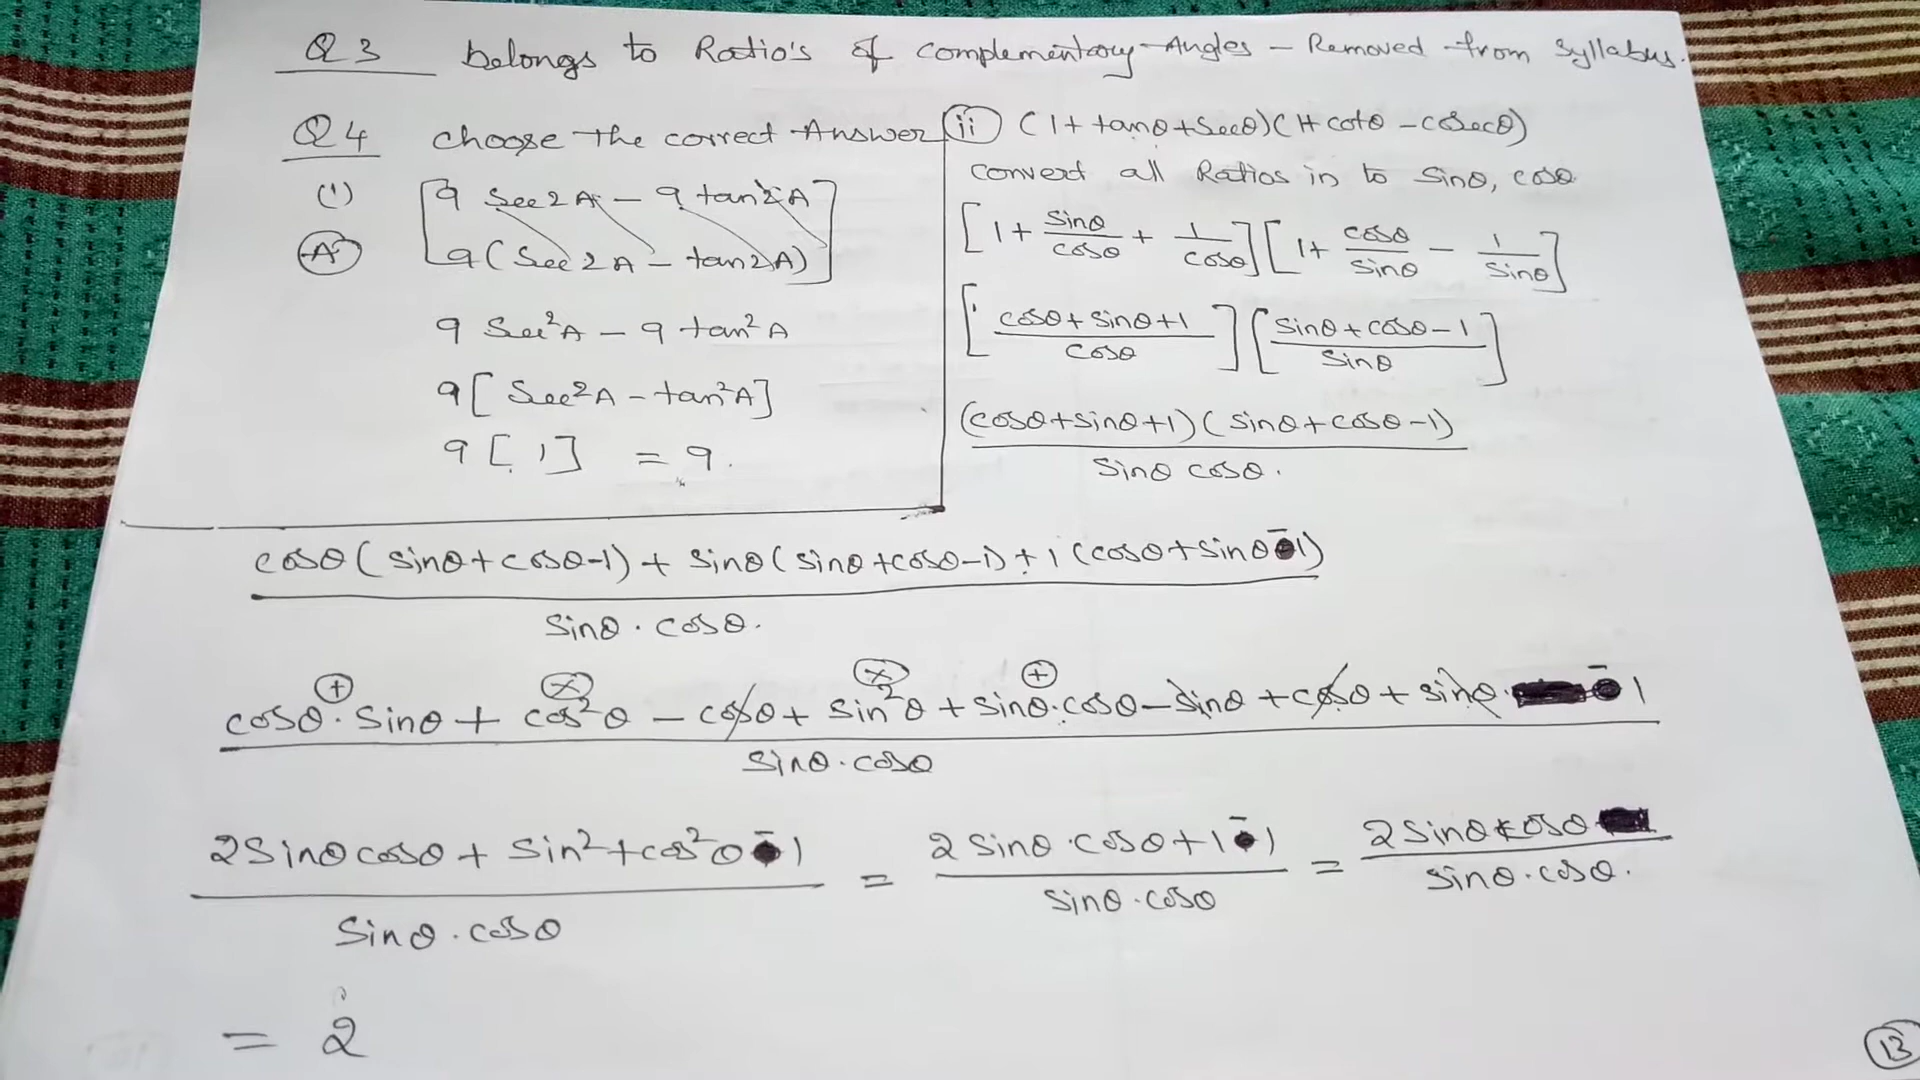 Q3 belongs to Ratio's of complementary Angles - Removed from Syllabus.
Q4 choose the correct Answer
(1) [9 Sec2A - 9 tan2A]
(A) [9(Sec2A - tan2A)]
9 Sec²A - 9 tan²A
9[Sec²A - tan²A]
9[1] = 9.
(ii) (1+tanθ+Secθ)(1+cotθ-cosecθ)
convert all Ratios in to Sinθ, cosθ
[1 + Sinθ/cosθ + 1/cosθ][1 + cosθ/Sinθ - 1/Sinθ]
[cosθ+Sinθ+1/cosθ][Sinθ+cosθ-1/Sinθ]
(cosθ+Sinθ+1)(Sinθ+cosθ-1)
Sinθ cosθ.
cosθ(Sinθ+cosθ-1) + Sinθ(Sinθ+cosθ-1) + 1(cosθ+Sinθ-1)
Sinθ · cosθ.
cosθ·Sinθ + cos²θ - cosθ + Sin²θ + Sinθ·cosθ - Sinθ + cosθ + Sinθ - 1
Sinθ·cosθ
2Sinθcosθ + Sin²+cos²θ - 1 = 2Sinθ·cosθ+1-1 = 2Sinθcosθ
Sinθ·cosθ Sinθ·cosθ Sinθ·cosθ.
= 2
13